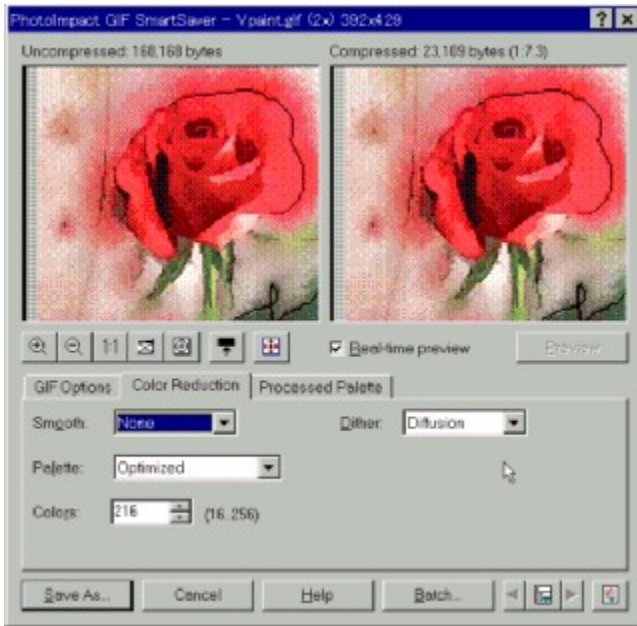 PhotoImpact GIF SmartSaver - Vpaint.gif (2x) 392x429
Uncompressed: 168,168 bytes
Compressed: 23,109 bytes (1:7.3)
1:1
Real-time preview
Preview
GIF Options
Color Reduction
Processed Palette
Smooth:
None
Dither:
Diffusion
Palette:
Optimized
Colors:
216
(16..256)
Save As...
Cancel
Help
Batch...